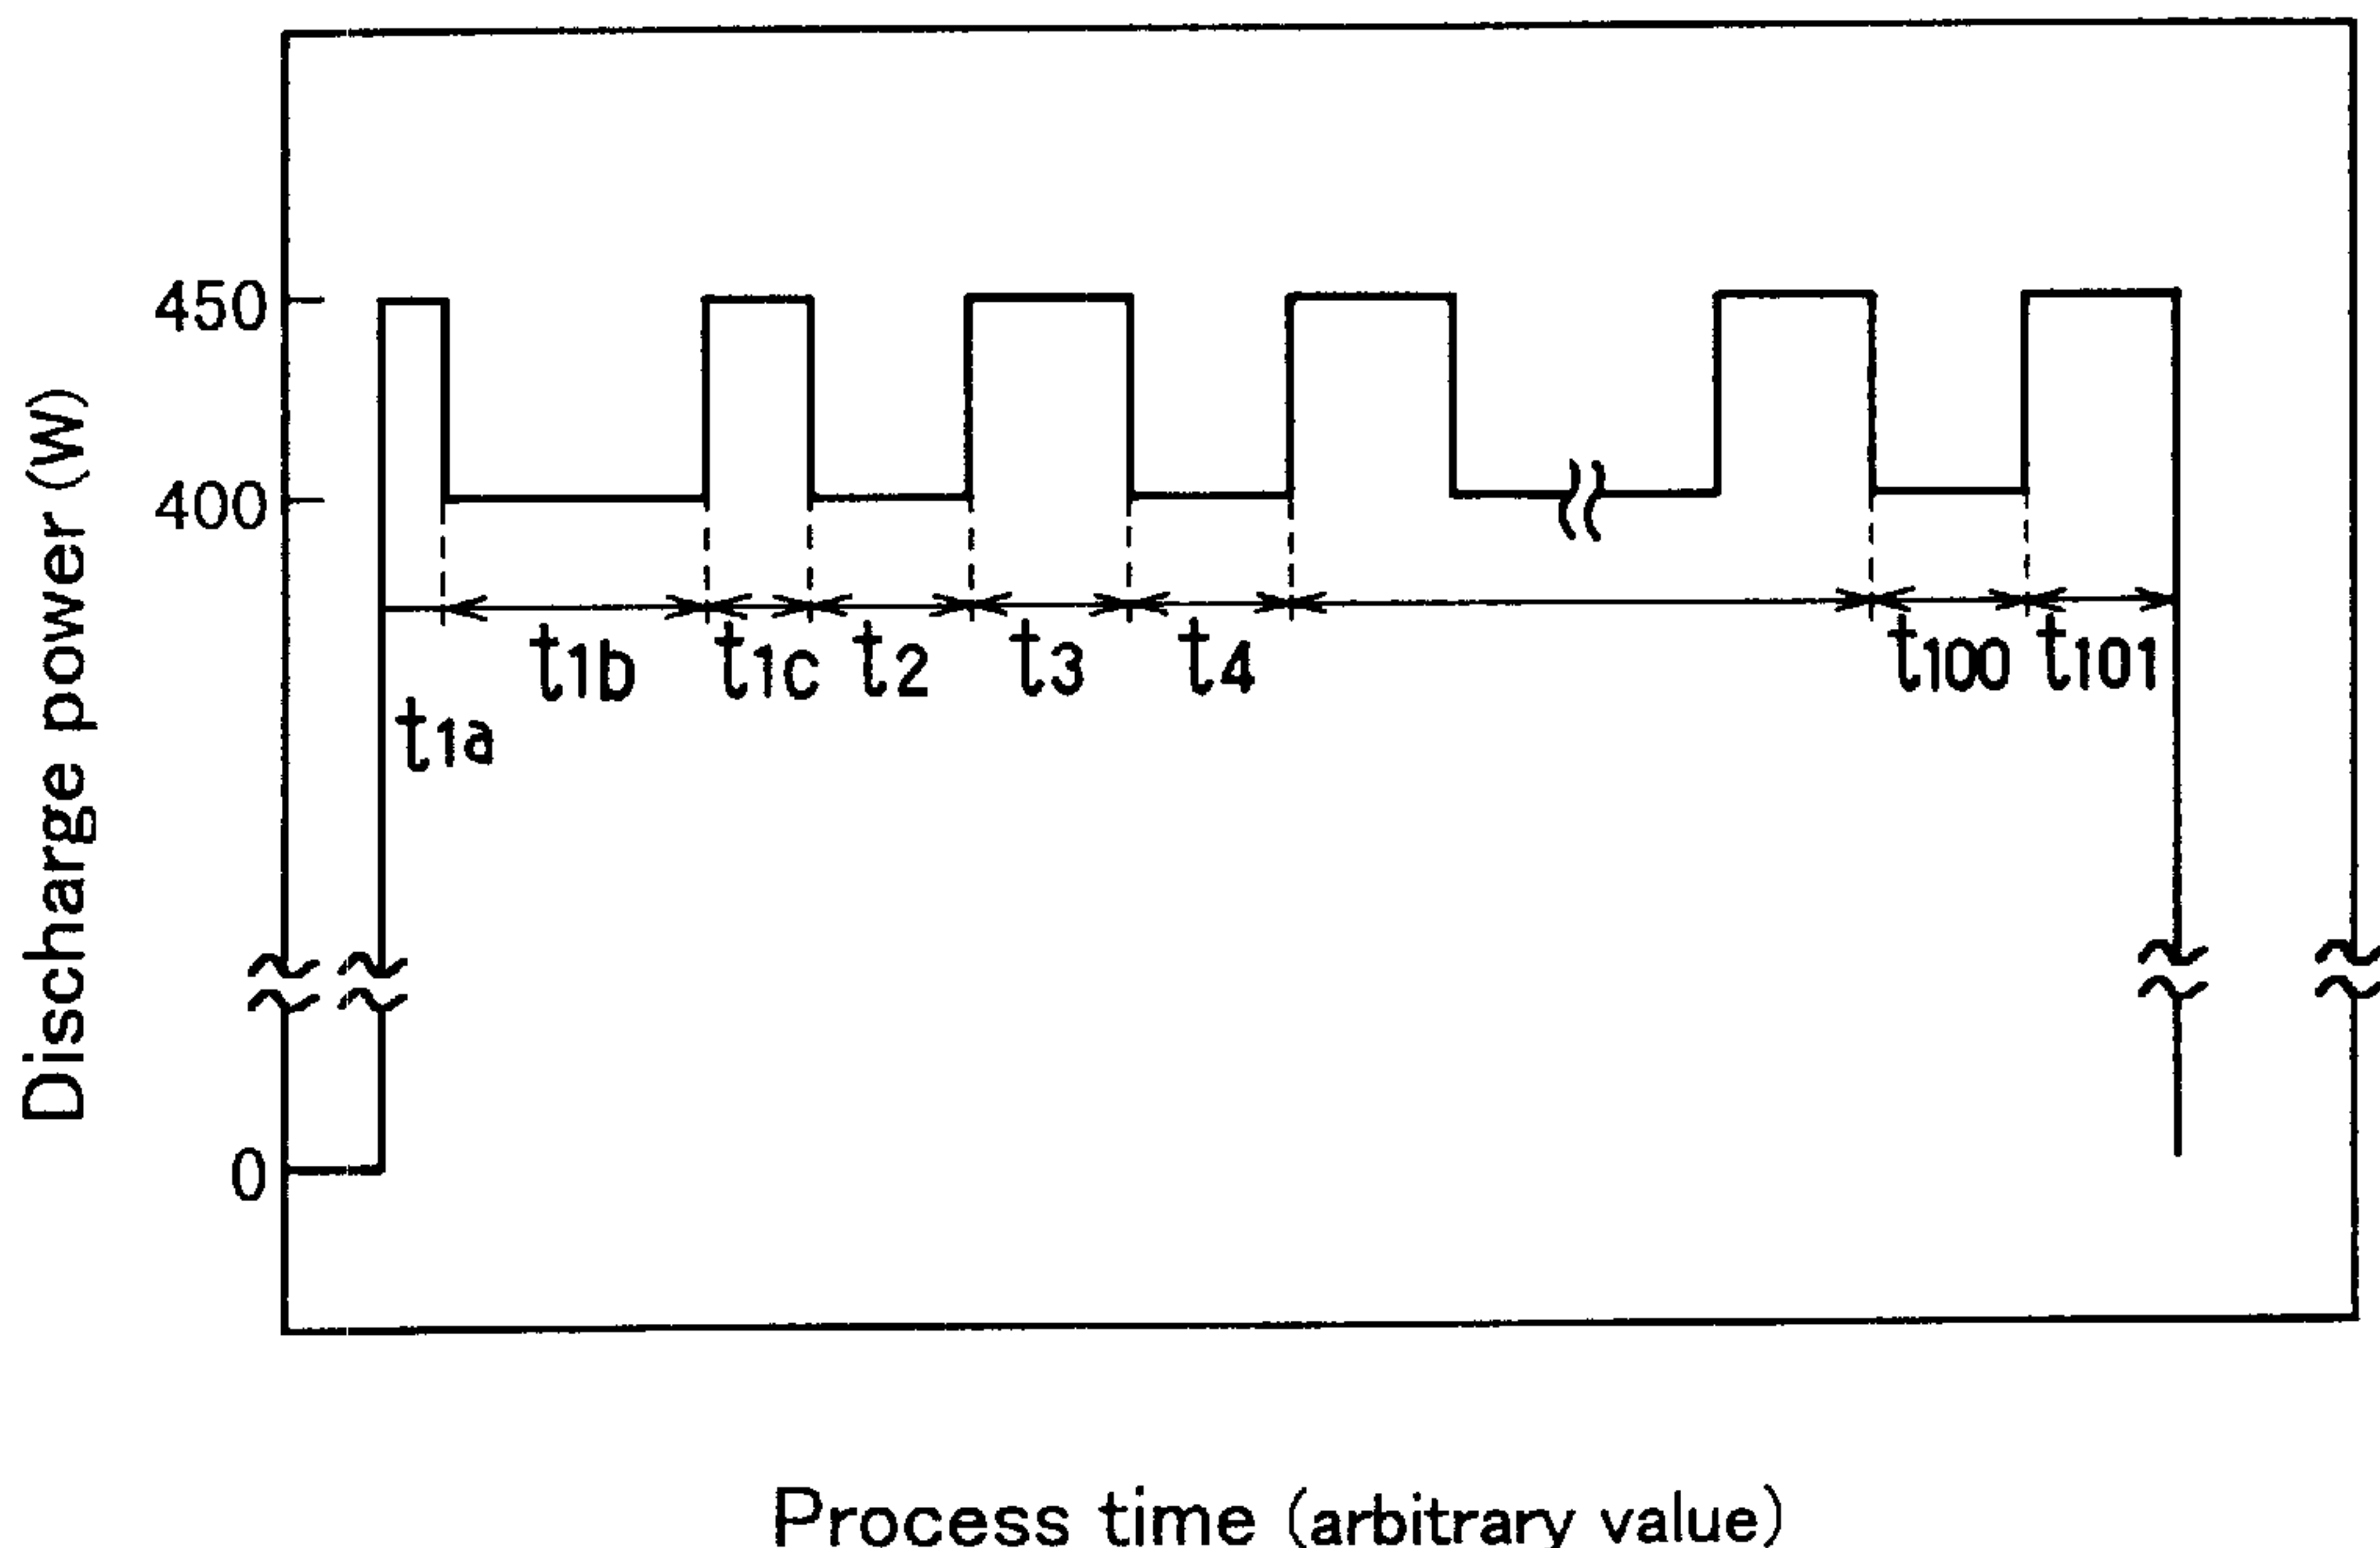 Discharge power (W)
450
400
0
t1a
t1b
t1c
t2
t3
t4
t100
t101
Process time (arbitrary value)